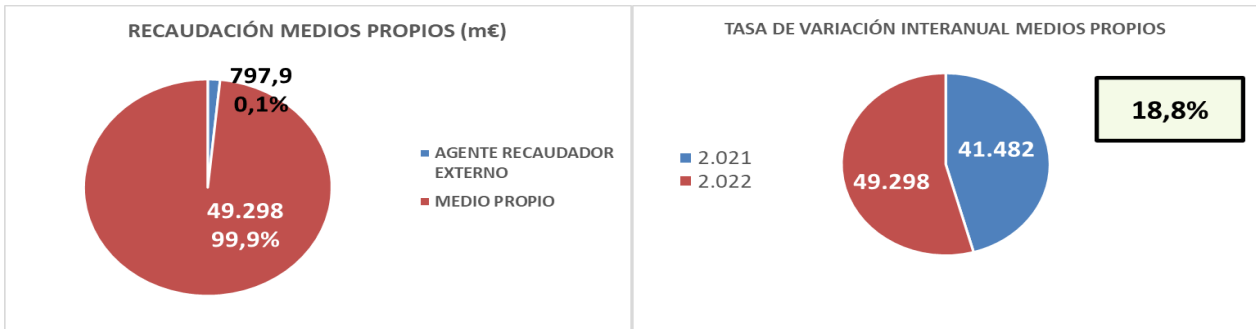 RECAUDACIÓN MEDIOS PROPIOS (m€)
797,9
0,1%
49.298
99,9%
AGENTE RECAUDADOR
EXTERNO
MEDIO PROPIO
TASA DE VARIACIÓN INTERANUAL MEDIOS PROPIOS
18,8%
2.021
2.022
41.482
49.298